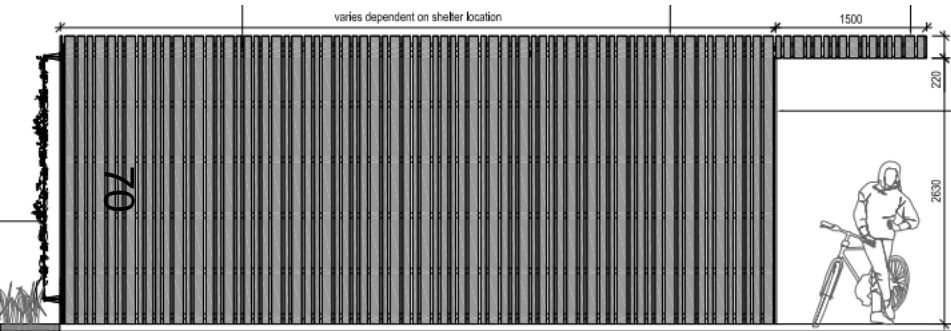 varies dependent on shelter location
1500
220
70
2630